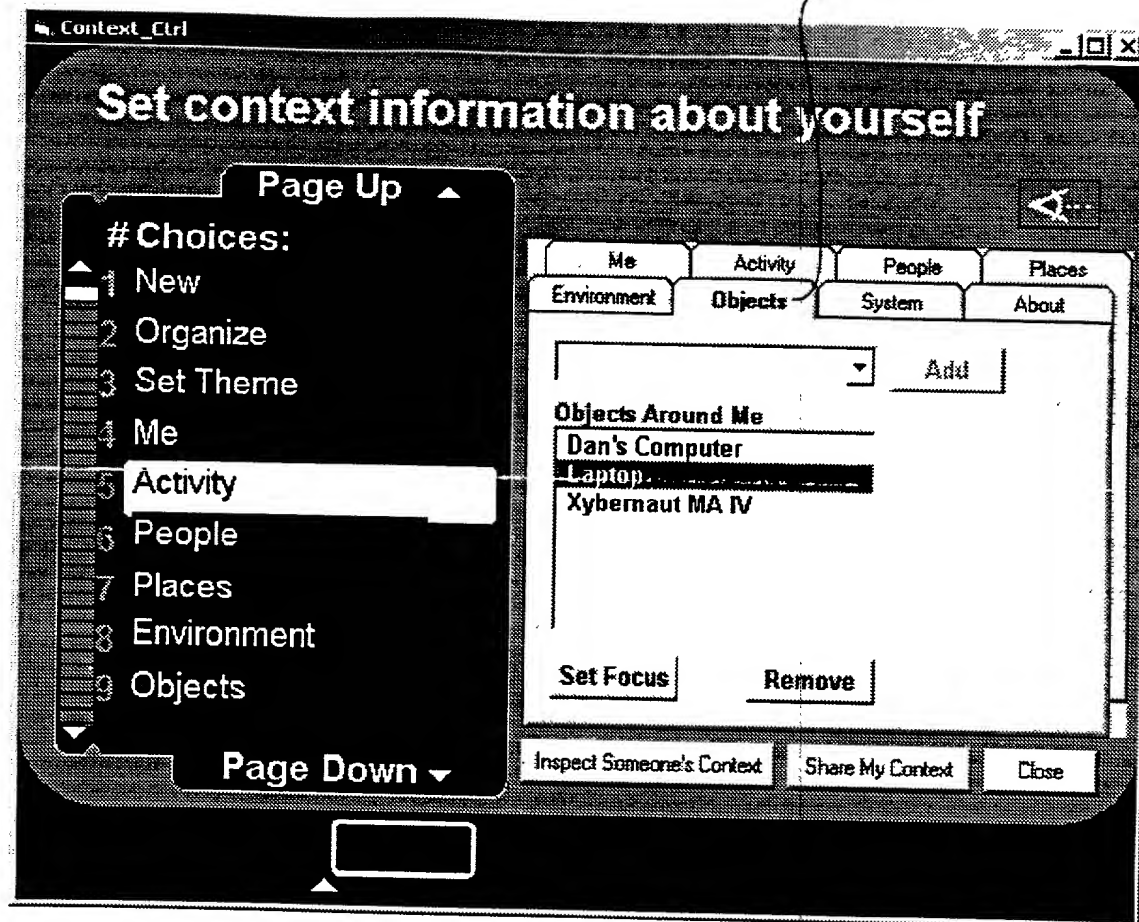 Context_Ctrl
Set context information about yourself
Page Up
# Choices:
1 New
2 Organize
3 Set Theme
4 Me
5 Activity
6 People
7 Places
8 Environment
9 Objects
Page Down
Me Activity People Places
Environment Objects System About
Add
Objects Around Me
Dan's Computer
Laptop
Xybernaut MA IV
Set Focus Remove
Inspect Someone's Context Share My Context Close